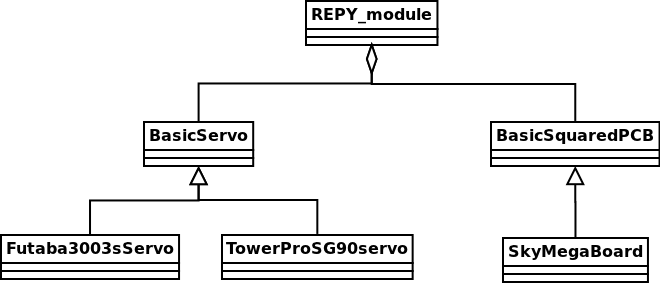 REPY_module
BasicServo
BasicSquaredPCB
Futaba3003sServo
TowerProSG90servo
SkyMegaBoard